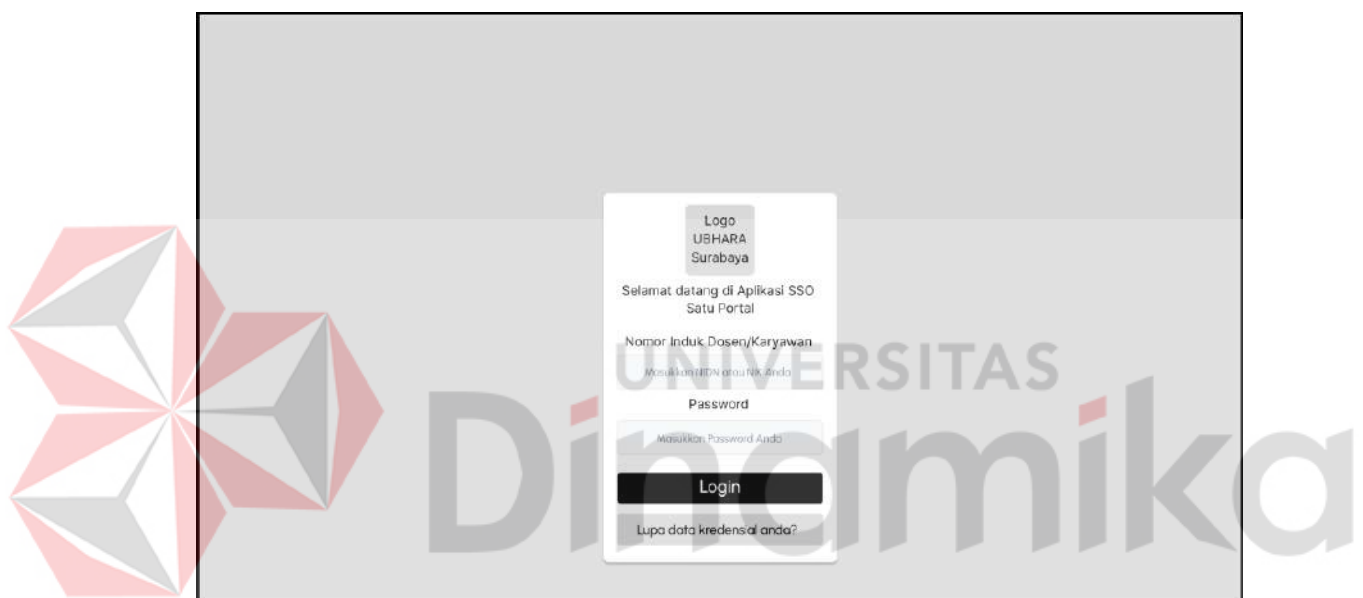 Logo
UBHARA
Surabaya
Selamat datang di Aplikasi SSO
Satu Portal
Nomor Induk Dosen/Karyawan
Masukkan NIDN atau NIK Anda
Password
Masukkan Password Anda
Login
Lupa data kredensial anda?
UNIVERSITAS
Dinamika